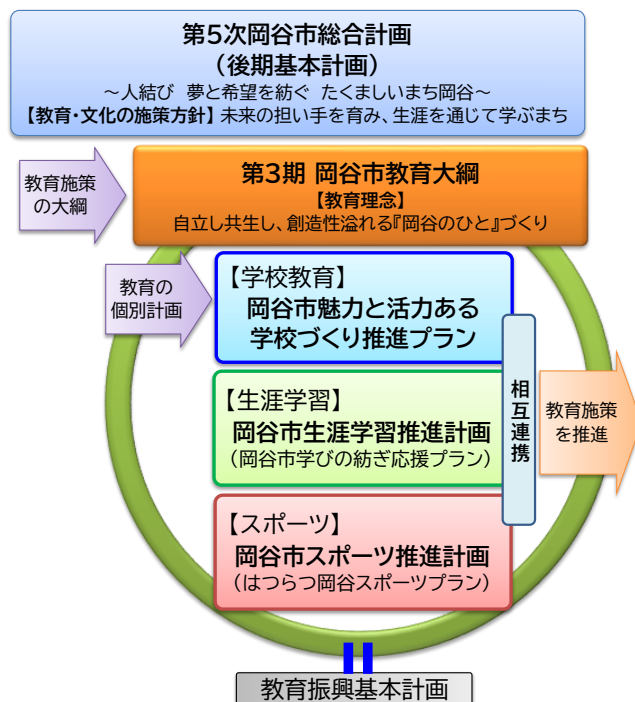 第5次岡谷市総合計画
（後期基本計画）
～人結び 夢と希望を紡ぐ たくましいまち岡谷～
【教育・文化の施策方針】未来の担い手を育み、生涯を通じて学ぶまち
教育施策
の大綱
第3期 岡谷市教育大綱
【教育理念】
自立し共生し、創造性溢れる『岡谷のひと』づくり
教育の
個別計画
【学校教育】
岡谷市魅力と活力ある
学校づくり推進プラン
【生涯学習】
岡谷市生涯学習推進計画
（岡谷市学びの紡ぎ応援プラン）
【スポーツ】
岡谷市スポーツ推進計画
（はつらつ岡谷スポーツプラン）
相互連携
教育施策
を推進
教育振興基本計画